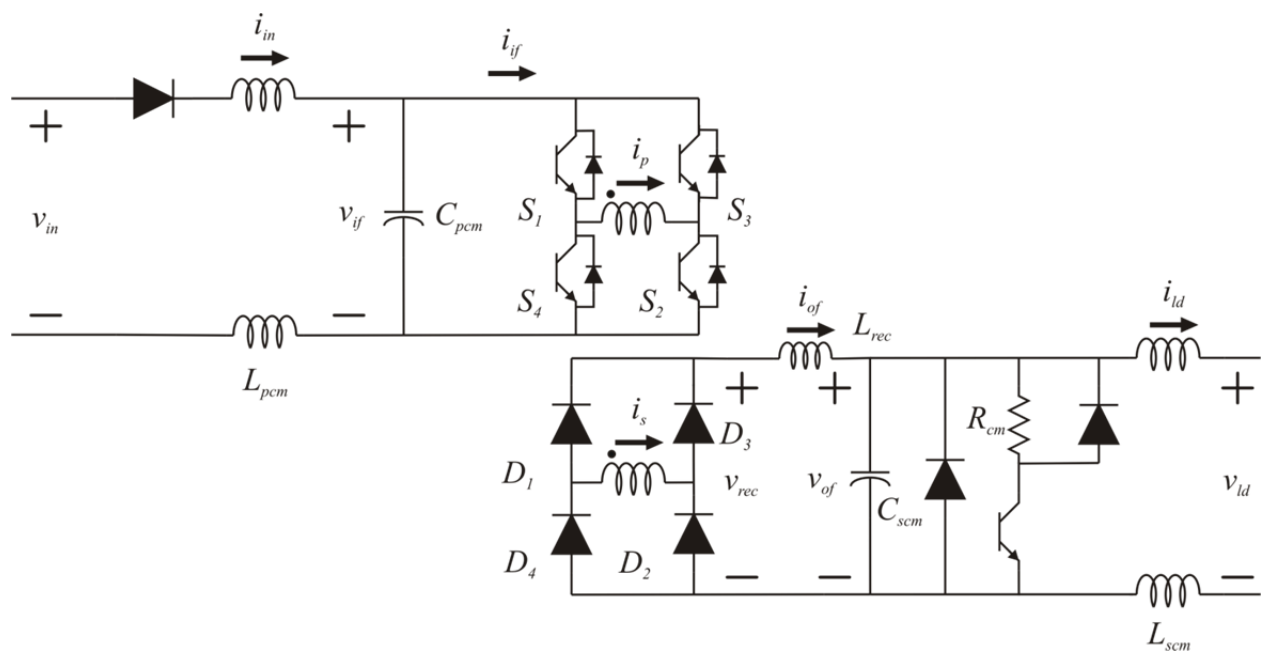 i_in i_if
+ +
i_p
v_in v_if C_pcm S_1 S_3
S_4 S_2
− −
L_pcm
i_of L_rec i_ld
+ + +
i_s D_3 R_cm
D_1 v_rec v_of C_scm v_ld
D_4 D_2
− − −
L_scm